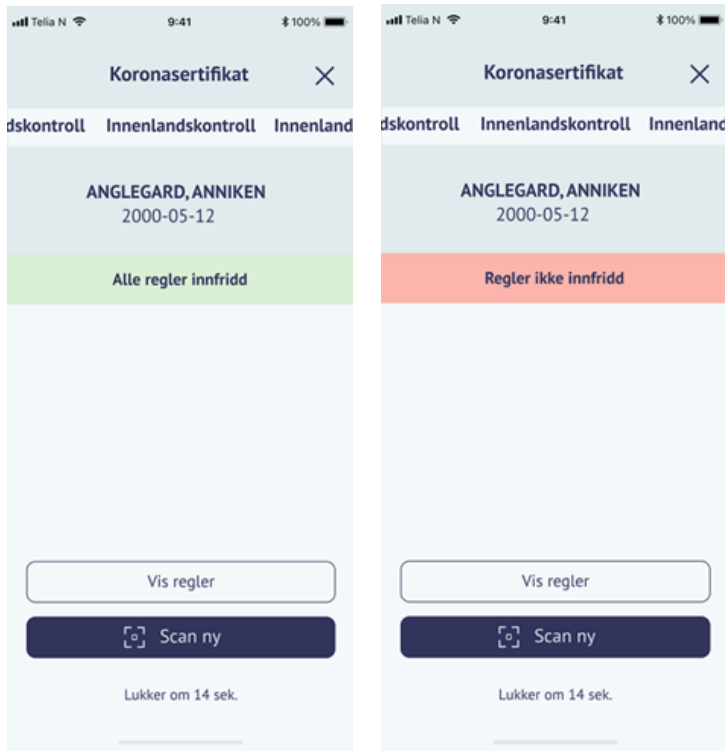 Telia N 9:41 100%
Koronasertifikat
dskontroll Innenlandskontroll Innenland
ANGLEGARD, ANNIKEN
2000-05-12
Alle regler innfridd
Vis regler
Scan ny
Lukker om 14 sek.
Telia N 9:41 100%
Koronasertifikat
dskontroll Innenlandskontroll Innenland
ANGLEGARD, ANNIKEN
2000-05-12
Regler ikke innfridd
Vis regler
Scan ny
Lukker om 14 sek.